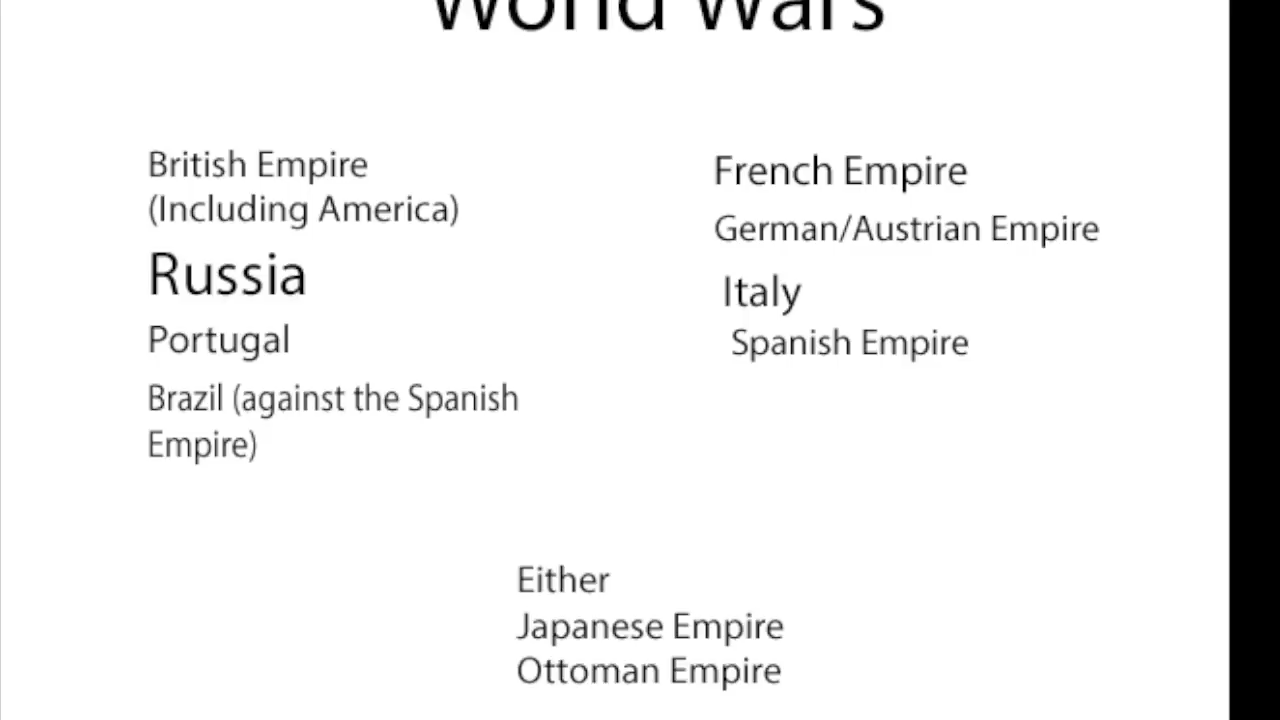 World Wars
British Empire
(Including America)
Russia
Portugal
Brazil (against the Spanish
Empire)
French Empire
German/Austrian Empire
Italy
Spanish Empire
Either
Japanese Empire
Ottoman Empire